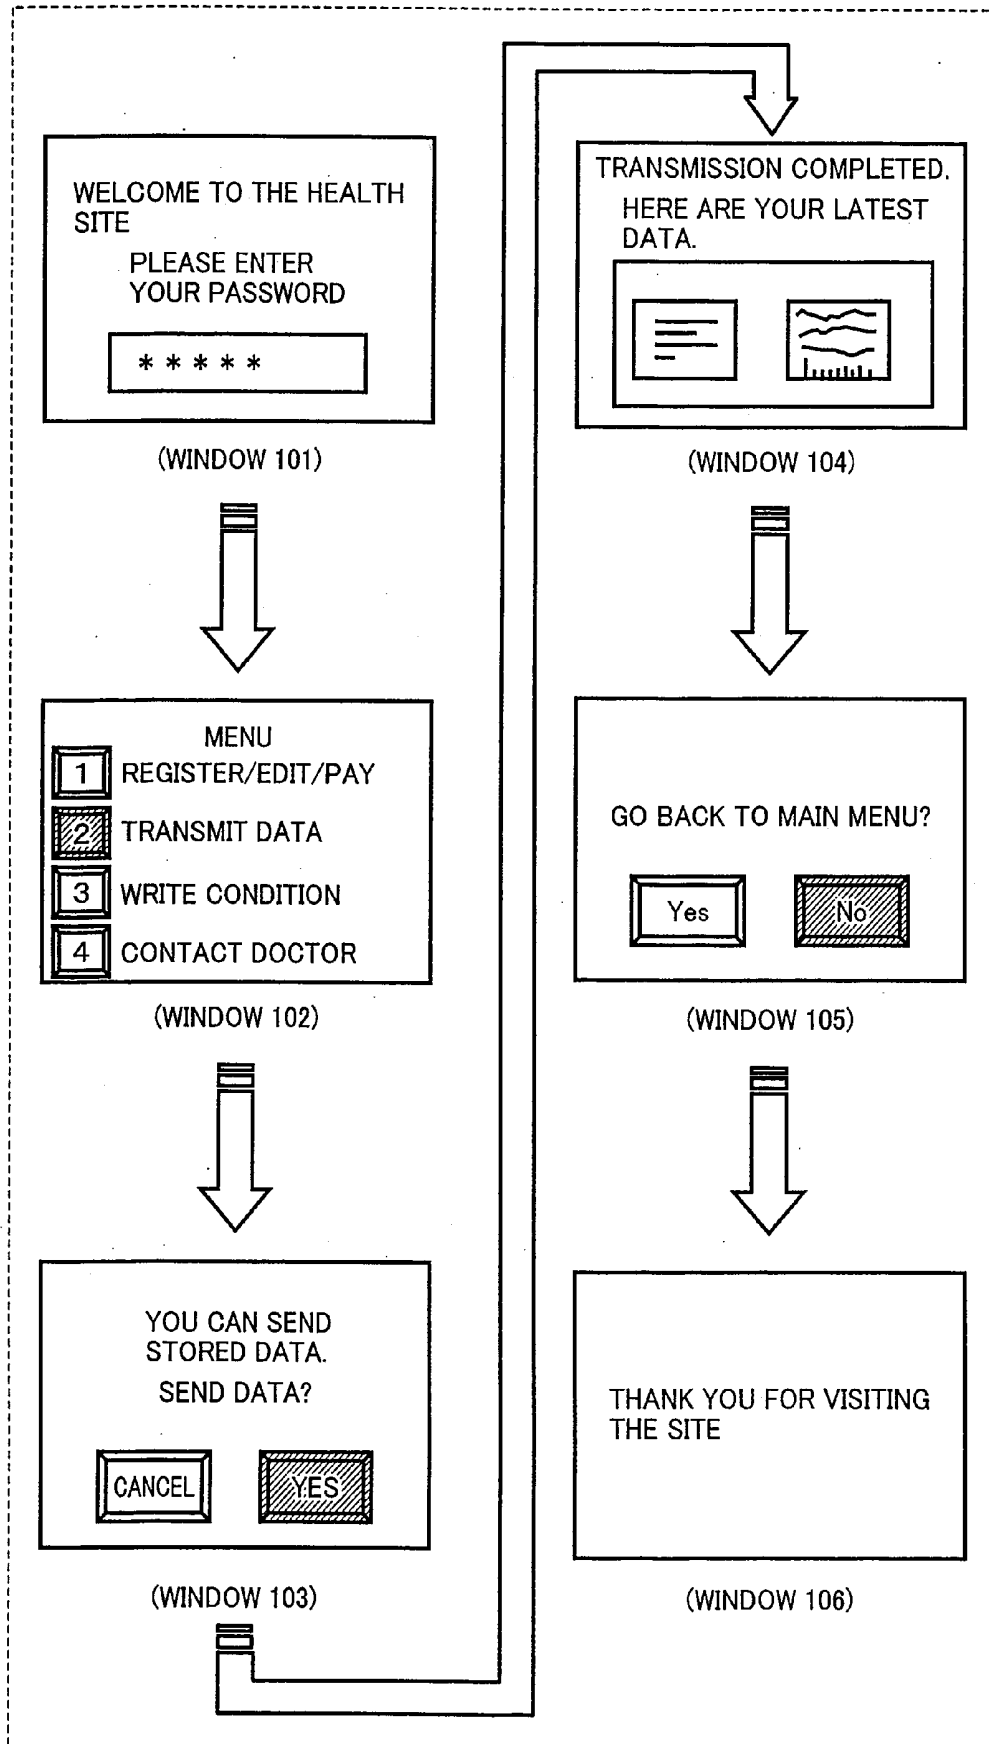 WELCOME TO THE HEALTH
SITE
PLEASE ENTER
YOUR PASSWORD
* * * * *
(WINDOW 101)
MENU
1 REGISTER/EDIT/PAY
2 TRANSMIT DATA
3 WRITE CONDITION
4 CONTACT DOCTOR
(WINDOW 102)
YOU CAN SEND
STORED DATA.
SEND DATA?
CANCEL YES
(WINDOW 103)
TRANSMISSION COMPLETED.
HERE ARE YOUR LATEST
DATA.
(WINDOW 104)
GO BACK TO MAIN MENU?
Yes No
(WINDOW 105)
THANK YOU FOR VISITING
THE SITE
(WINDOW 106)